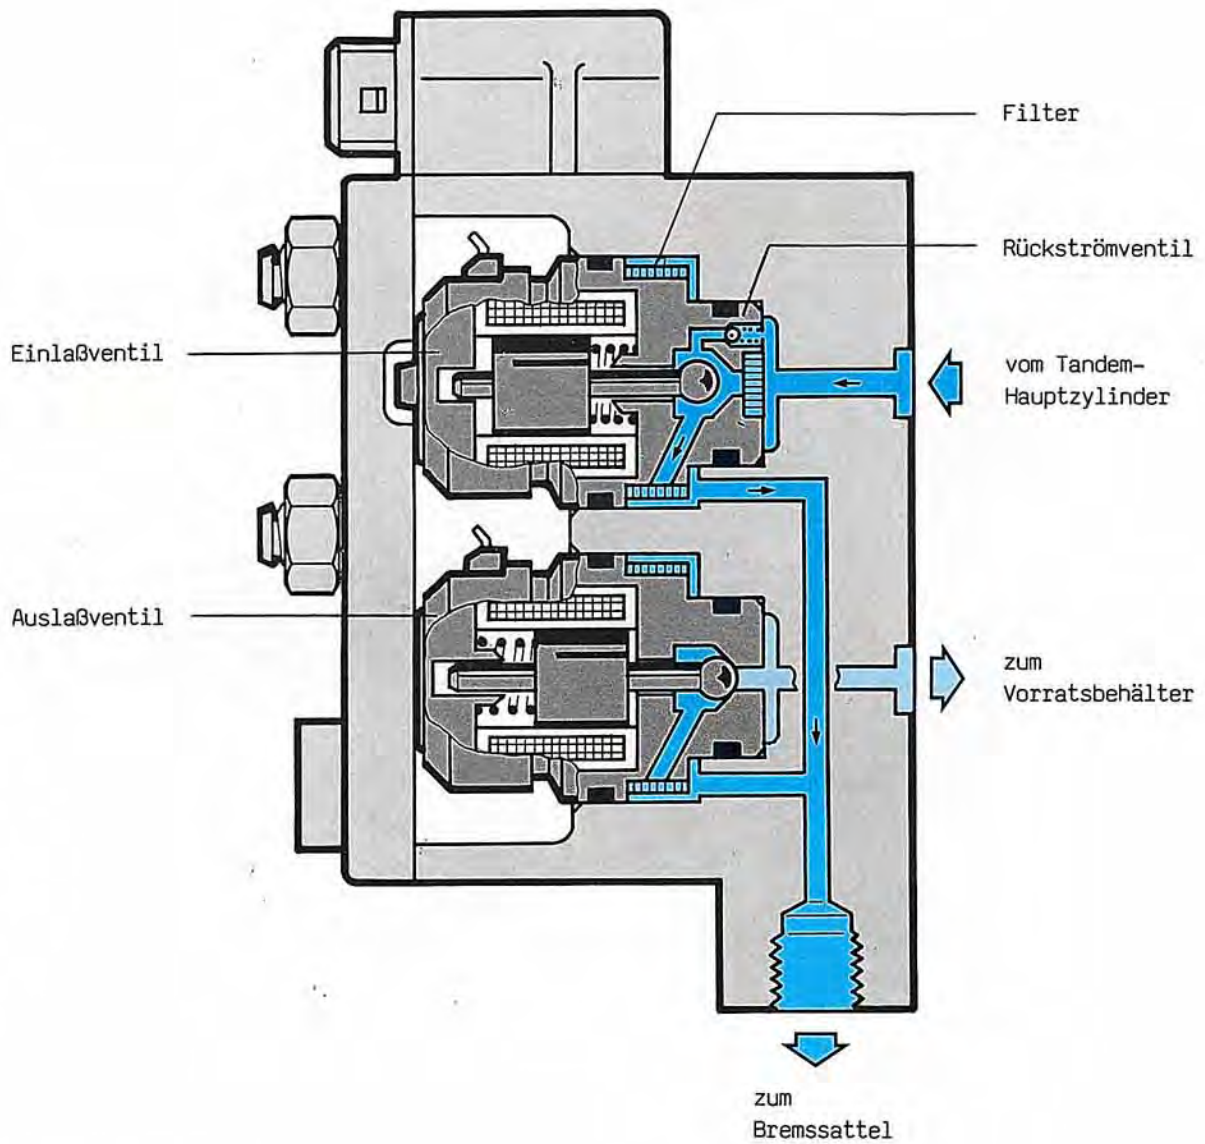 Filter
Rückströmventil
Einlaßventil
vom Tandem-
Hauptzylinder
Auslaßventil
zum
Vorratsbehälter
zum
Bremssattel